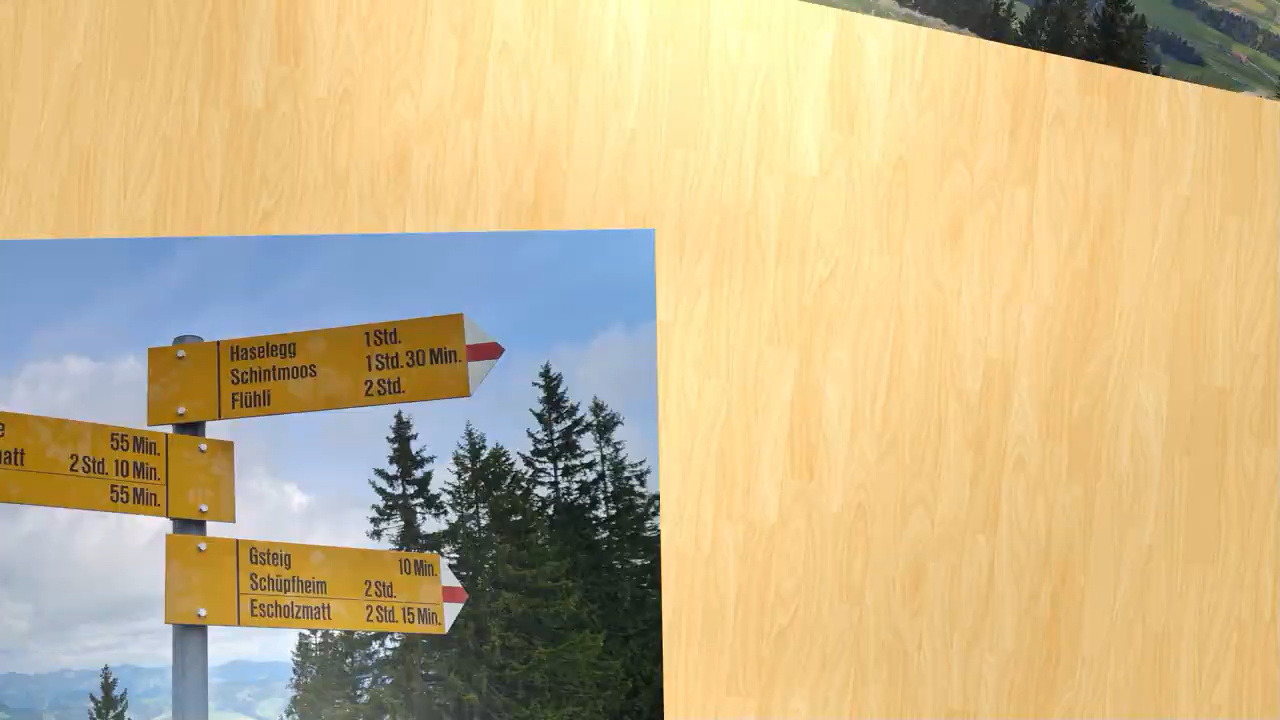 Haselegg 1 Std.
Schintmoos 1 Std. 30 Min.
Flühli 2 Std.
55 Min.
2 Std. 10 Min.
55 Min.
Gsteig 10 Min.
Schüpfheim 2 Std.
Escholzmatt 2 Std. 15 Min.